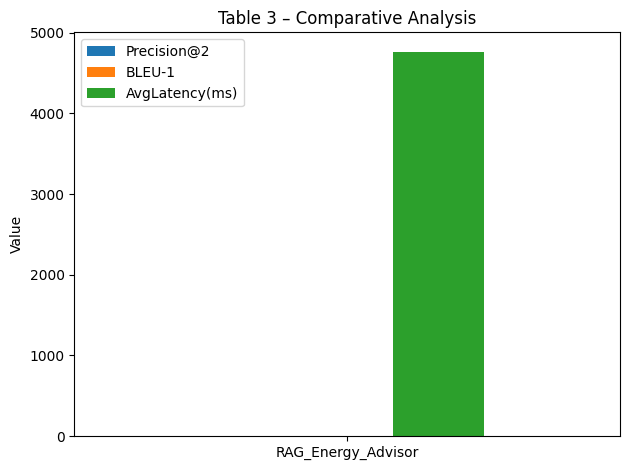 Table 3 – Comparative Analysis
Precision@2
BLEU-1
AvgLatency(ms)
Value
5000
4000
3000
2000
1000
0
RAG_Energy_Advisor